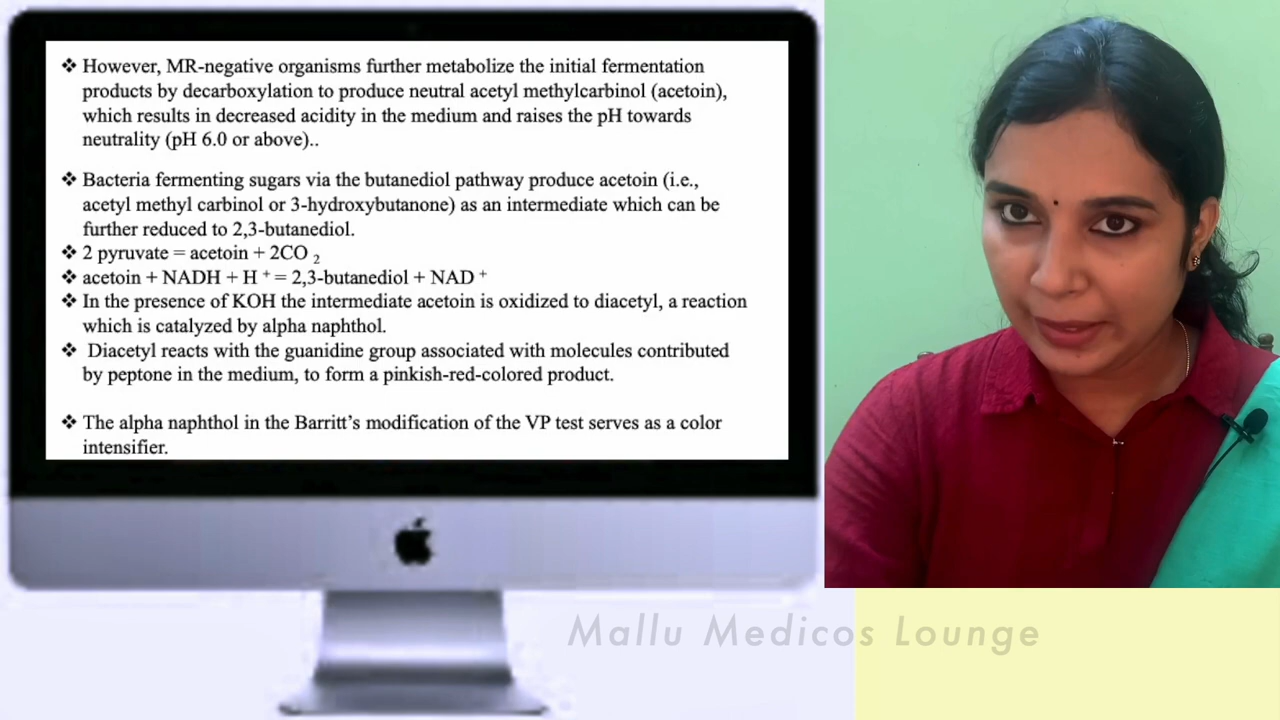 ❖ However, MR-negative organisms further metabolize the initial fermentation
products by decarboxylation to produce neutral acetyl methylcarbinol (acetoin),
which results in decreased acidity in the medium and raises the pH towards
neutrality (pH 6.0 or above)..
❖ Bacteria fermenting sugars via the butanediol pathway produce acetoin (i.e.,
acetyl methyl carbinol or 3-hydroxybutanone) as an intermediate which can be
further reduced to 2,3-butanediol.
❖ 2 pyruvate = acetoin + 2CO ₂
❖ acetoin + NADH + H ⁺ = 2,3-butanediol + NAD ⁺
❖ In the presence of KOH the intermediate acetoin is oxidized to diacetyl, a reaction
which is catalyzed by alpha naphthol.
❖ Diacetyl reacts with the guanidine group associated with molecules contributed
by peptone in the medium, to form a pinkish-red-colored product.
❖ The alpha naphthol in the Barritt’s modification of the VP test serves as a color
intensifier.
Mallu Medicos Lounge